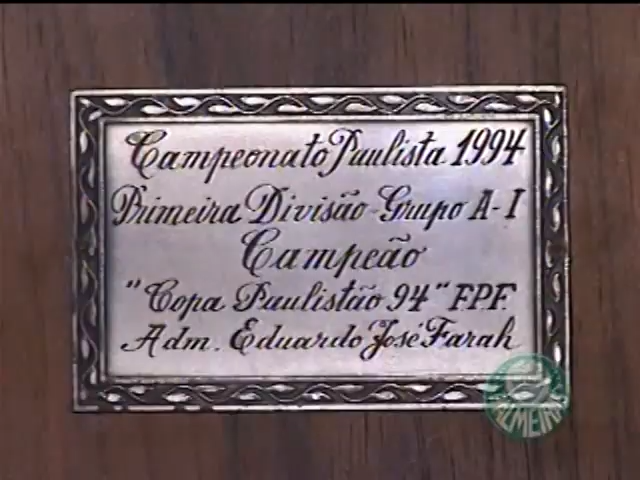 Campeonato Paulista 1994
Primeira Divisão-Grupo A-I
Campeão
"Copa Paulistão 94" F.P.F.
Adm. Eduardo José Farah
PALMEIRAS